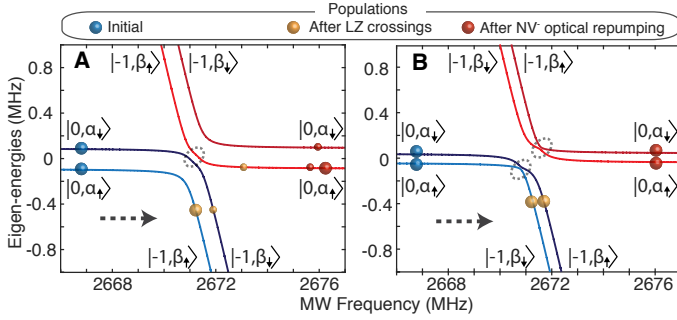 Populations
Initial
After LZ crossings
After NV⁻ optical repumping
A
B
Eigen-energies (MHz)
0.8
0.4
0
-0.4
-0.8
|-1,β↑⟩
|-1,β↓⟩
|0,α↓⟩
|0,α↑⟩
|0,α↓⟩
|0,α↑⟩
|-1,β↑⟩
|-1,β↓⟩
2668
2672
2676
0.8
0.4
0
-0.4
-0.8
|-1,β↓⟩
|-1,β↑⟩
|0,α↓⟩
|0,α↑⟩
|0,α↓⟩
|0,α↑⟩
|-1,β↓⟩
|-1,β↑⟩
2668
2672
2676
MW Frequency (MHz)